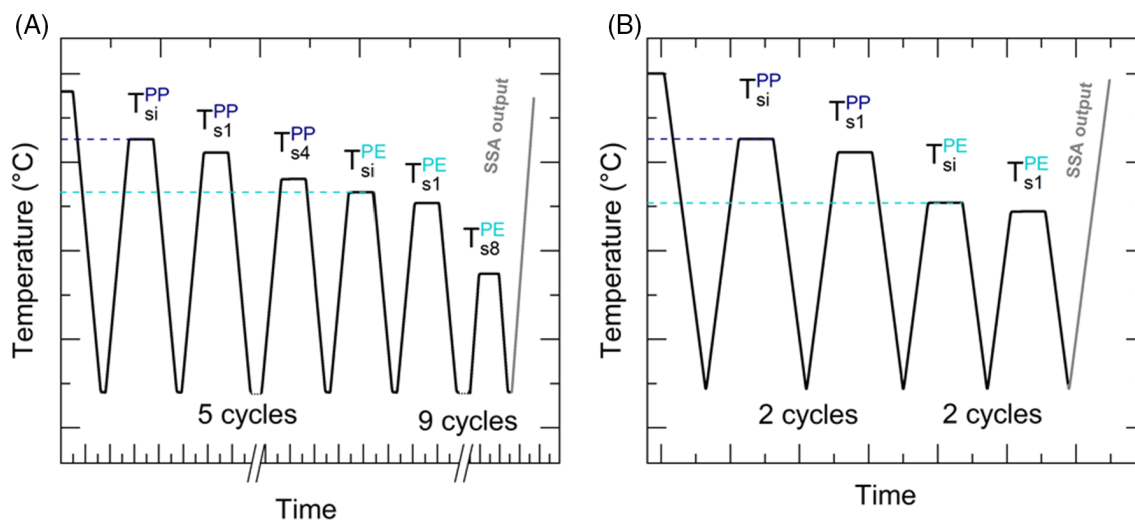 (A)
Temperature (°C)
T_si^PP
T_s1^PP
T_s4^PP
T_si^PE
T_s1^PE
T_s8^PE
SSA output
5 cycles
9 cycles
Time
(B)
Temperature (°C)
T_si^PP
T_s1^PP
T_si^PE
T_s1^PE
SSA output
2 cycles
2 cycles
Time